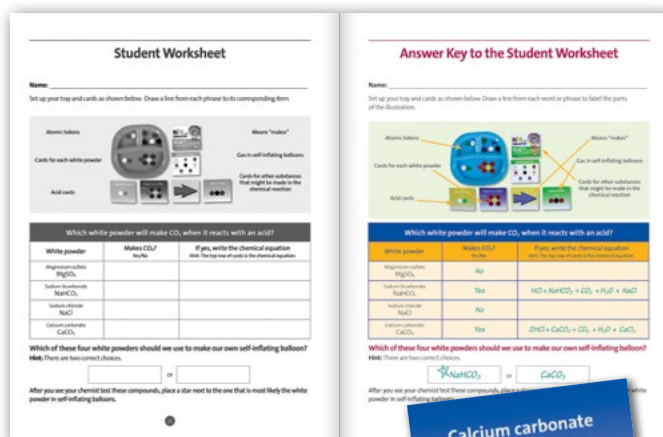 Student Worksheet
Name:
Set up your tray and cards as shown below. Draw a line from each phrase to its corresponding item.
Atomic tokens
Means "makes"
Gas in self-inflating balloons
Cards for each white powder
Cards for other substances
that might be made in the
chemical reaction
Acid cards
Which white powder will make CO₂ when it reacts with an acid?
White powder
Makes CO₂?
Yes/No
If yes, write the chemical equation
Hint: The top row of cards is the chemical equation.
Magnesium sulfate
MgSO₄
Sodium bicarbonate
NaHCO₃
Sodium chloride
NaCl
Calcium carbonate
CaCO₃
Which of these four white powders should we use to make our own self-inflating balloon?
Hint: There are two correct choices.
or
After you see your chemist test these compounds, place a star next to the one that is most likely the white
powder in self-inflating balloons.
Answer Key to the Student Worksheet
Name:
Set up your tray and cards as shown below. Draw a line from each word or phrase to label the parts
of the illustration.
Atomic tokens
Means "makes"
Gas in self-inflating balloons
Cards for each white powder
Cards for other substances
that might be made in the
chemical reaction
Acid cards
Which white powder will make CO₂ when it reacts with an acid?
White powder
Makes CO₂?
Yes/No
If yes, write the chemical equation
Hint: The top row of cards is the chemical equation.
Magnesium sulfate
MgSO₄
No
Sodium bicarbonate
NaHCO₃
Yes
HCl + NaHCO₃ > CO₂ + H₂O + NaCl
Sodium chloride
NaCl
No
Calcium carbonate
CaCO₃
Yes
2HCl + CaCO₃ > CO₂ + H₂O + CaCl₂
Which of these four white powders should we use to make our own self-inflating balloon?
Hint: There are two correct choices.
NaHCO₃ or CaCO₃
After you see your chemist test these compounds, place a
powder in self-inflating balloons.
Calcium carbonate